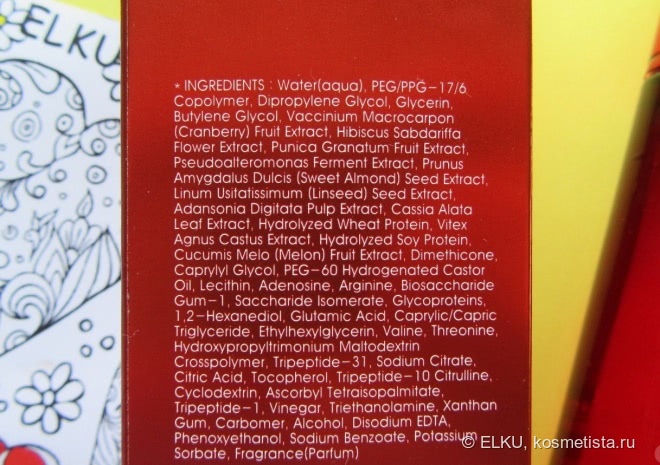 ELKU
* INGREDIENTS : Water(aqua), PEG/PPG-17/6
Copolymer, Dipropylene Glycol, Glycerin,
Butylene Glycol, Vaccinium Macrocarpon
(Cranberry) Fruit Extract, Hibiscus Sabdariffa
Flower Extract, Punica Granatum Fruit Extract,
Pseudoalteromonas Ferment Extract, Prunus
Amygdalus Dulcis (Sweet Almond) Seed Extract,
Linum Usitatissimum (Linseed) Seed Extract,
Adansonia Digitata Pulp Extract, Cassia Alata
Leaf Extract, Hydrolyzed Wheat Protein, Vitex
Agnus Castus Extract, Hydrolyzed Soy Protein,
Cucumis Melo (Melon) Fruit Extract, Dimethicone,
Caprylyl Glycol, PEG-60 Hydrogenated Castor
Oil, Lecithin, Adenosine, Arginine, Biosaccharide
Gum-1, Saccharide Isomerate, Glycoproteins,
1,2-Hexanediol, Glutamic Acid, Caprylic/Capric
Triglyceride, Ethylhexylglycerin, Valine, Threonine,
Hydroxypropyltrimonium Maltodextrin
Crosspolymer, Tripeptide-31, Sodium Citrate,
Citric Acid, Tocopherol, Tripeptide-10 Citrulline,
Cyclodextrin, Ascorbyl Tetraisopalmitate,
Tripeptide-1, Vinegar, Triethanolamine, Xanthan
Gum, Carbomer, Alcohol, Disodium EDTA,
Phenoxyethanol, Sodium Benzoate, Potassium
Sorbate, Fragrance(Parfum)
© ELKU, kosmetista.ru